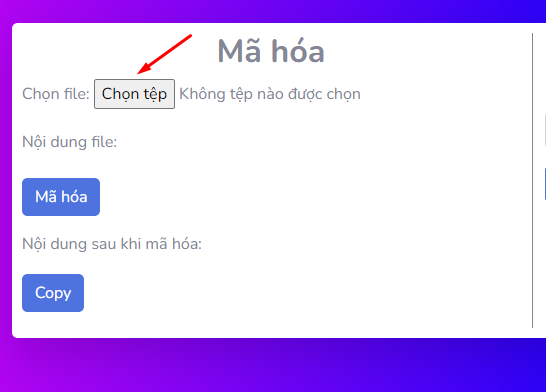 Mã hóa
Chọn file: Chọn tệp Không tệp nào được chọn
Nội dung file:
Mã hóa
Nội dung sau khi mã hóa:
Copy